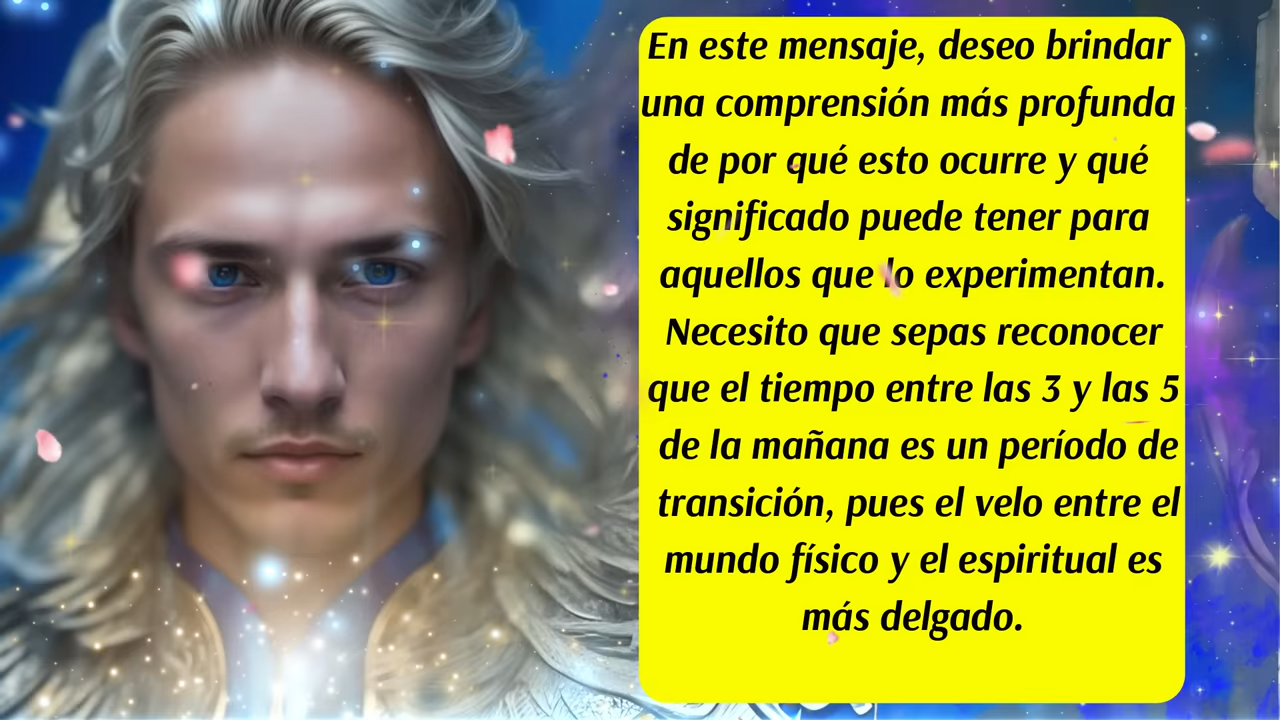 En este mensaje, deseo brindar
una comprensión más profunda
de por qué esto ocurre y qué
significado puede tener para
aquellos que lo experimentan.
Necesito que sepas reconocer
que el tiempo entre las 3 y las 5
de la mañana es un período de
transición, pues el velo entre el
mundo físico y el espiritual es
más delgado.